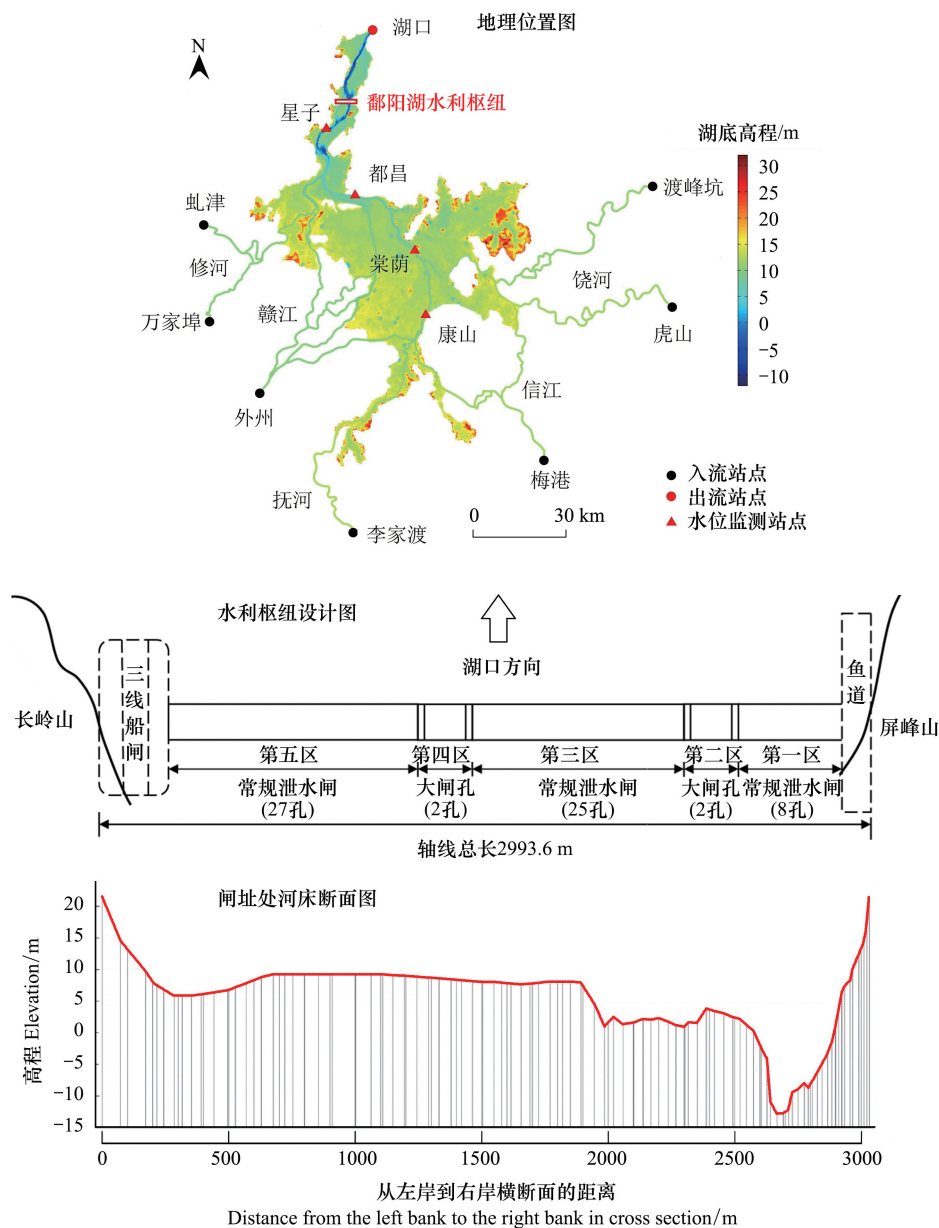 地理位置图
湖口
N
鄱阳湖水利枢纽
星子
湖底高程/m
都昌
30
25
20
15
10
5
0
−5
−10
渡峰坑
虬津
修河
棠荫
饶河
赣江
万家埠
康山
虎山
信江
外州
梅港
入流站点
抚河
出流站点
0 30 km
水位监测站点
李家渡
水利枢纽设计图
湖口方向
三线船闸
鱼道
长岭山
屏峰山
第五区 第四区 第三区 第二区 第一区
常规泄水闸 大闸孔 常规泄水闸 大闸孔 常规泄水闸
(27孔) (2孔) (25孔) (2孔) (8孔)
轴线总长2993.6 m
闸址处河床断面图
高程 Elevation/m
20
15
10
5
0
−5
−10
−15
0 500 1000 1500 2000 2500 3000
从左岸到右岸横断面的距离
Distance from the left bank to the right bank in cross section/m